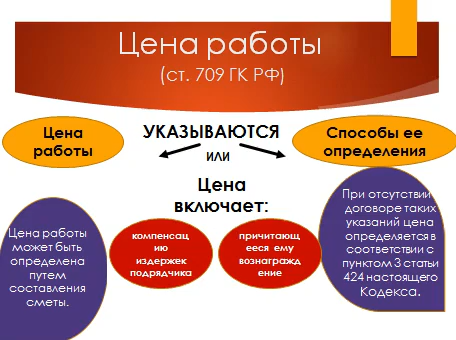 Цена работы
(ст. 709 ГК РФ)
Цена
работы
УКАЗЫВАЮТСЯ
или
Способы ее
определения
Цена
включает:
Цена работы
может быть
определена
путем
составления
сметы.
компенсац
ию
издержек
подрядчика
причитающ
ееся ему
вознагражд
ение
При отсутствии в
договоре таких
указаний цена
определяется в
соответствии с
пунктом 3 статьи
424 настоящего
Кодекса.